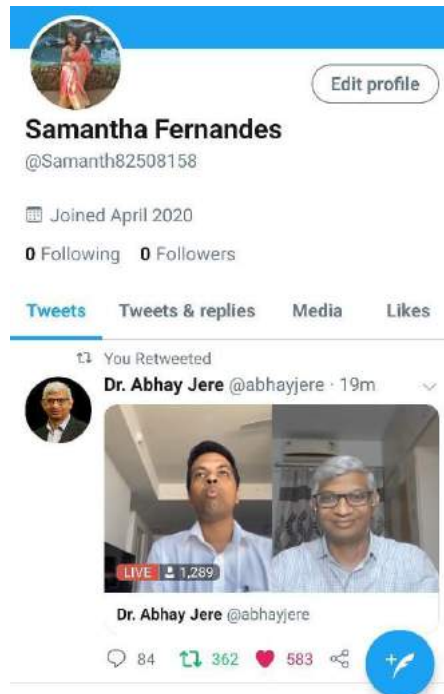 Edit profile
Samantha Fernandes
@Samanth82508158
Joined April 2020
0 Following 0 Followers
Tweets Tweets & replies Media Likes
You Retweeted
Dr. Abhay Jere @abhayjere · 19m
LIVE 1,289
Dr. Abhay Jere @abhayjere
84 362 583